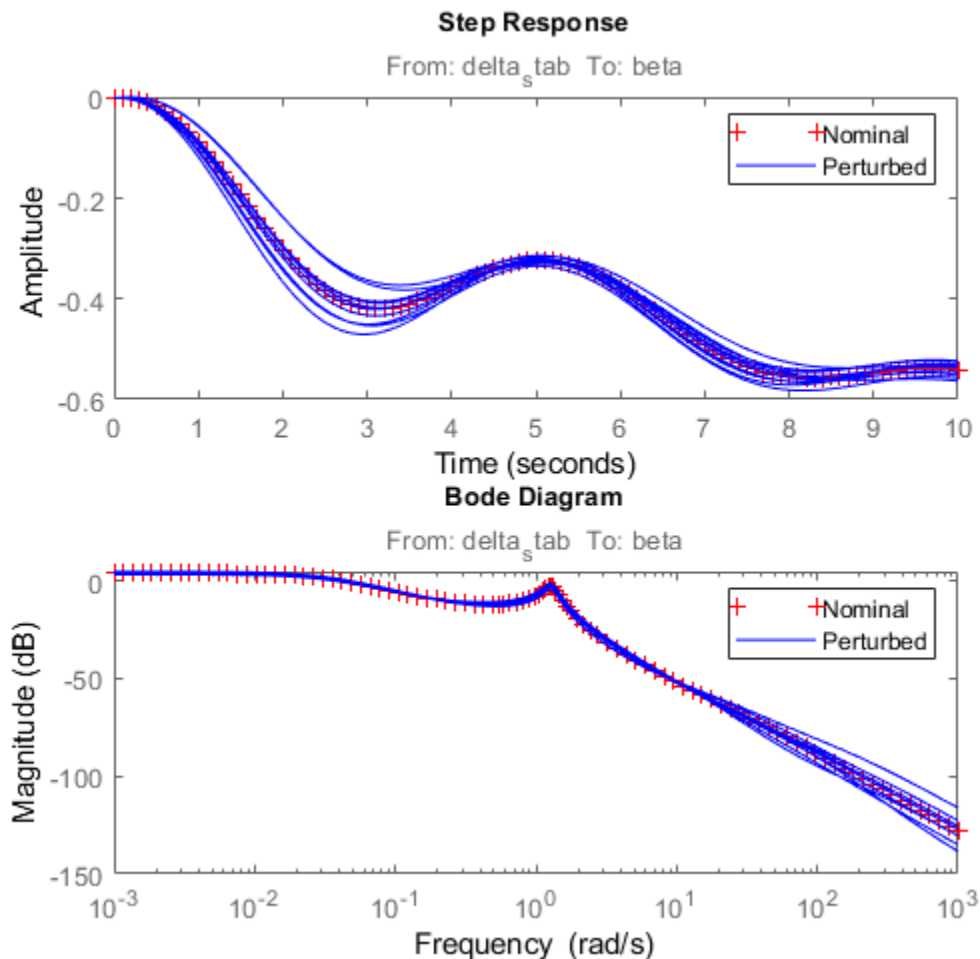 Step Response
From: delta_stab To: beta
0
-0.2
-0.4
-0.6
Amplitude
Nominal
Perturbed
0 1 2 3 4 5 6 7 8 9 10
Time (seconds)
Bode Diagram
From: delta_stab To: beta
0
-50
-100
-150
Magnitude (dB)
Nominal
Perturbed
10^-3 10^-2 10^-1 10^0 10^1 10^2 10^3
Frequency (rad/s)